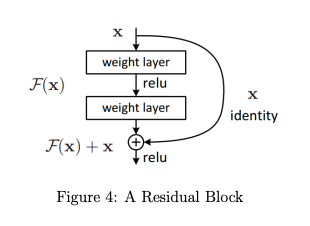 x
weight layer
F(x)
relu
weight layer
x
identity
F(x) + x
relu
Figure 4: A Residual Block